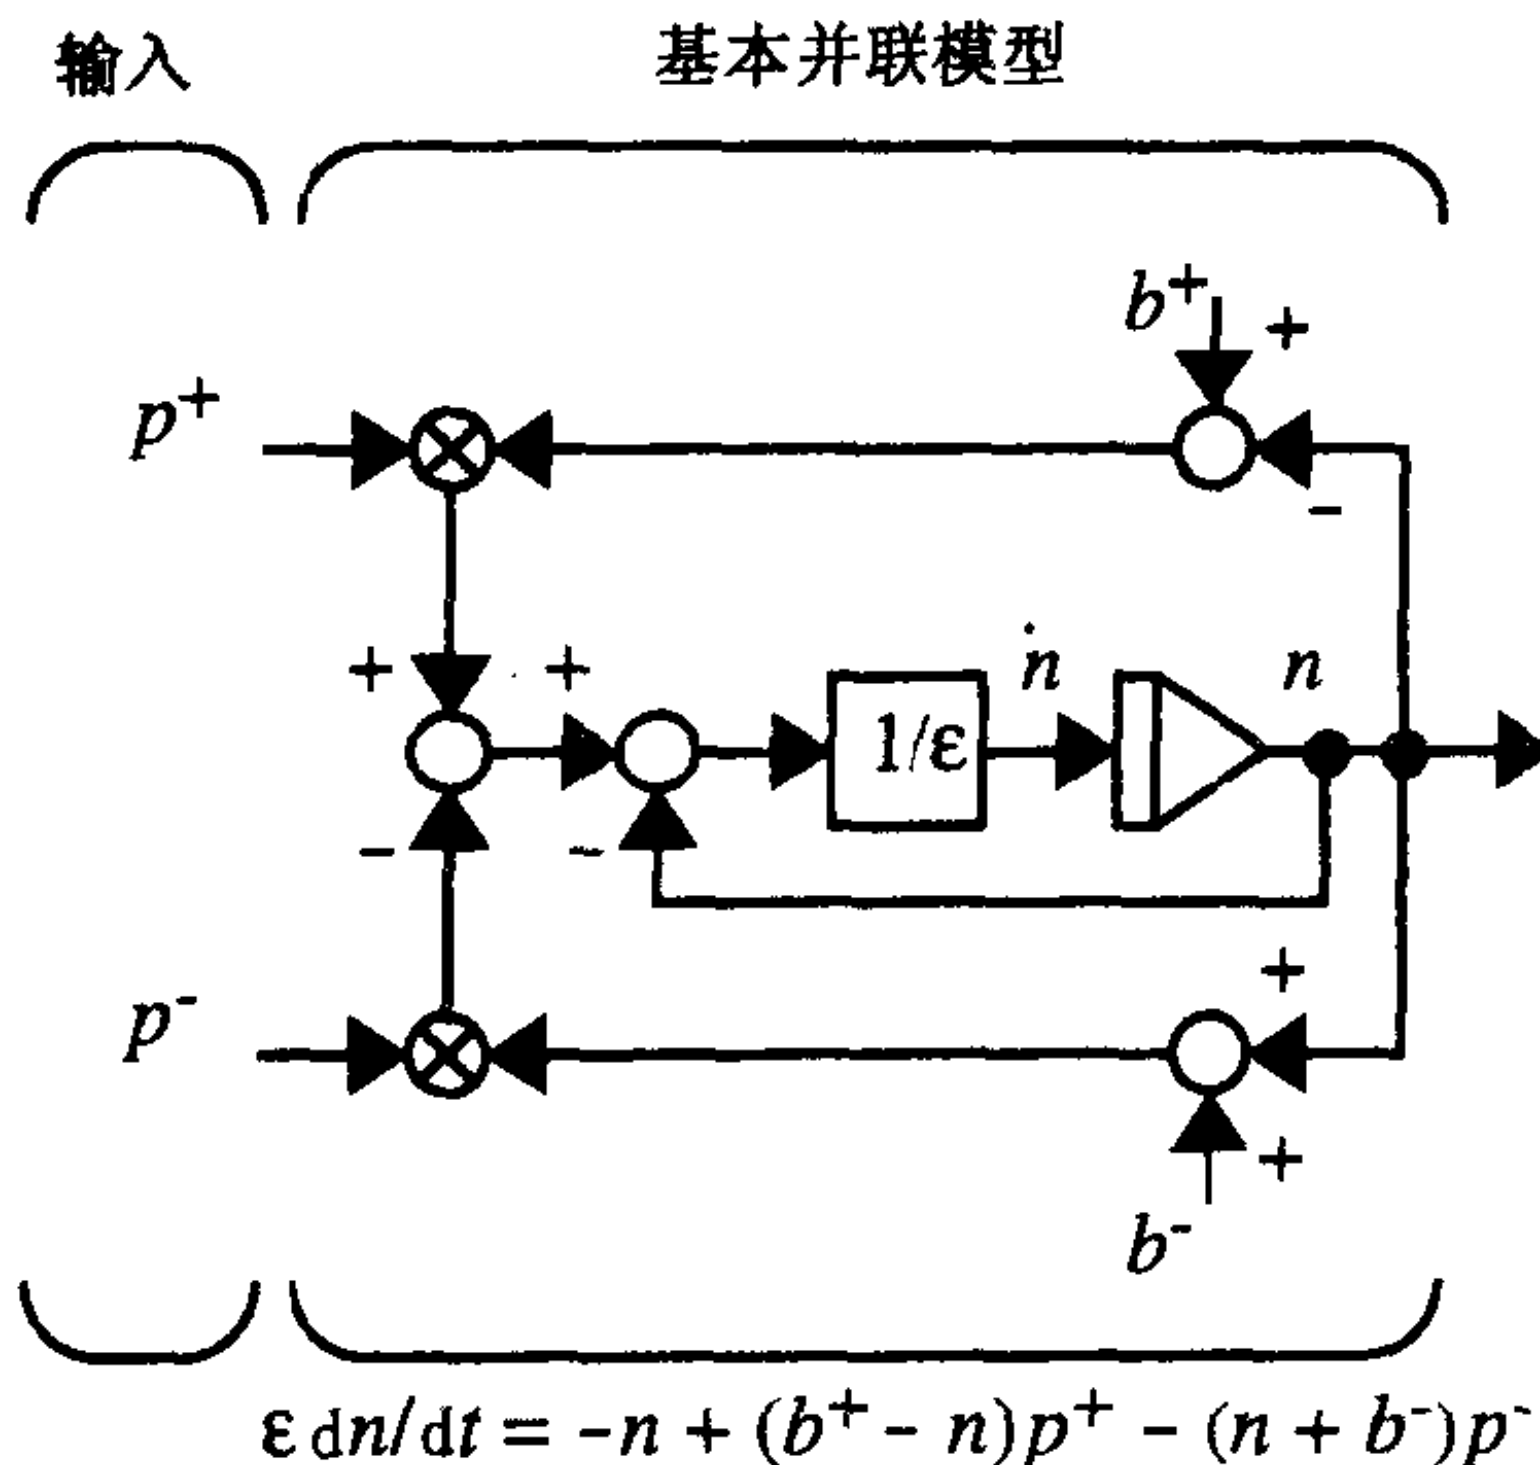 输入 基本并联模型
b⁺ +
p⁺
-
+ + ṅ n
1/ε
- -
+
p⁻
+
b⁻
ε dn/dt = -n + (b⁺ - n)p⁺ - (n + b⁻)p⁻